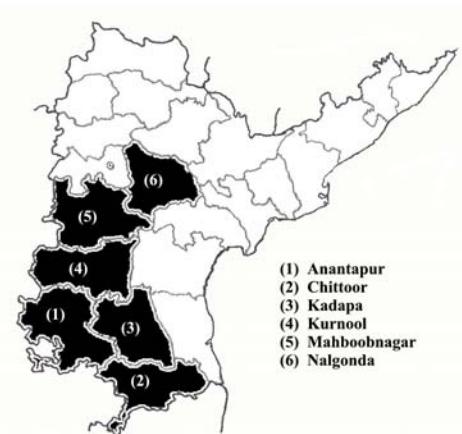 (6)
(5)
(4)
(1)
(3)
(2)
(1) Anantapur
(2) Chittoor
(3) Kadapa
(4) Kurnool
(5) Mahboobnagar
(6) Nalgonda